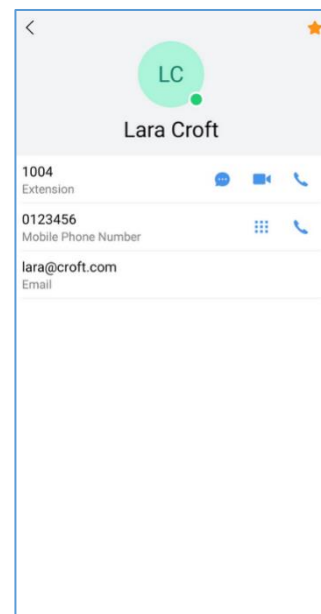 LC
Lara Croft
1004
Extension
0123456
Mobile Phone Number
lara@croft.com
Email